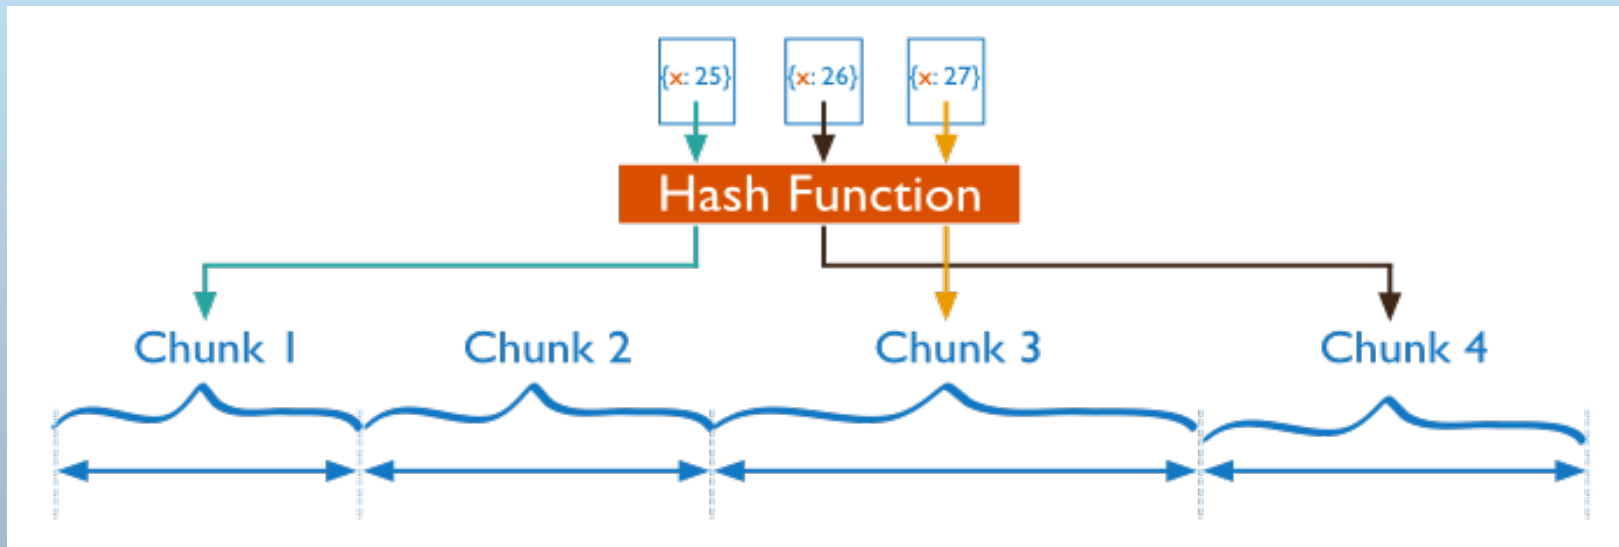 {x: 25} {x: 26} {x: 27}
Hash Function
Chunk 1 Chunk 2 Chunk 3 Chunk 4